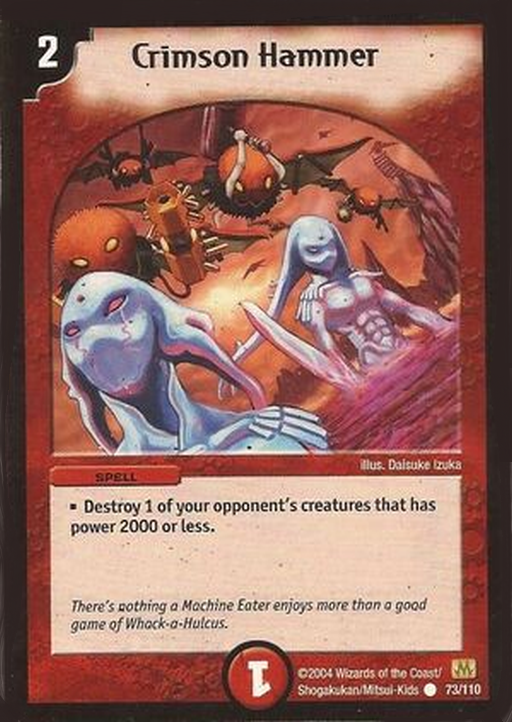 2
Crimson Hammer
illus. Daisuke Izuka
SPELL
▪ Destroy 1 of your opponent's creatures that has
power 2000 or less.
There's nothing a Machine Eater enjoys more than a good
game of Whack-a-Hulcus.
1
©2004 Wizards of the Coast/
Shogakukan/Mitsui-Kids
73/110